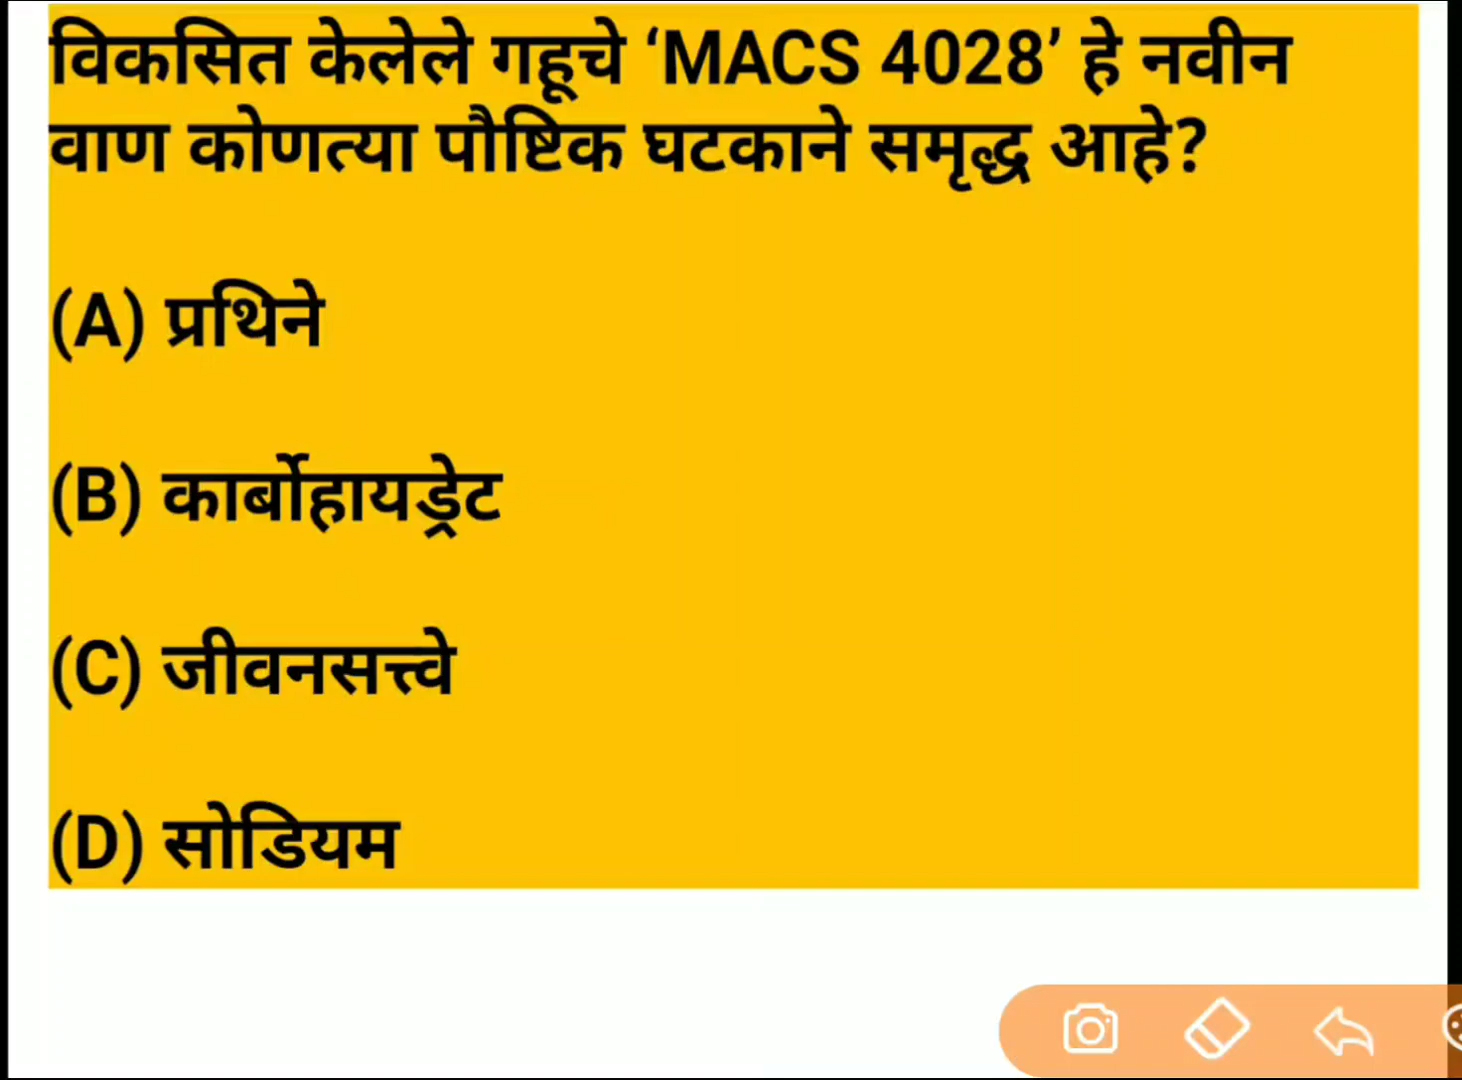 विकसित केलेले गहूचे ‘MACS 4028’ हे नवीन
वाण कोणत्या पौष्टिक घटकाने समृद्ध आहे?
(A) प्रथिने
(B) कार्बोहायड्रेट
(C) जीवनसत्त्वे
(D) सोडियम